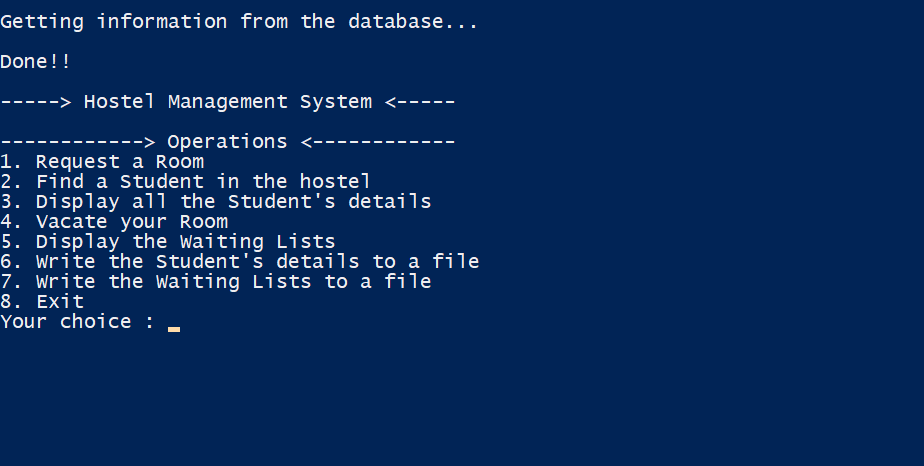 Getting information from the database...
Done!!
-----> Hostel Management System <-----
------------> Operations <------------
1. Request a Room
2. Find a Student in the hostel
3. Display all the Student's details
4. Vacate your Room
5. Display the Waiting Lists
6. Write the Student's details to a file
7. Write the Waiting Lists to a file
8. Exit
Your choice :